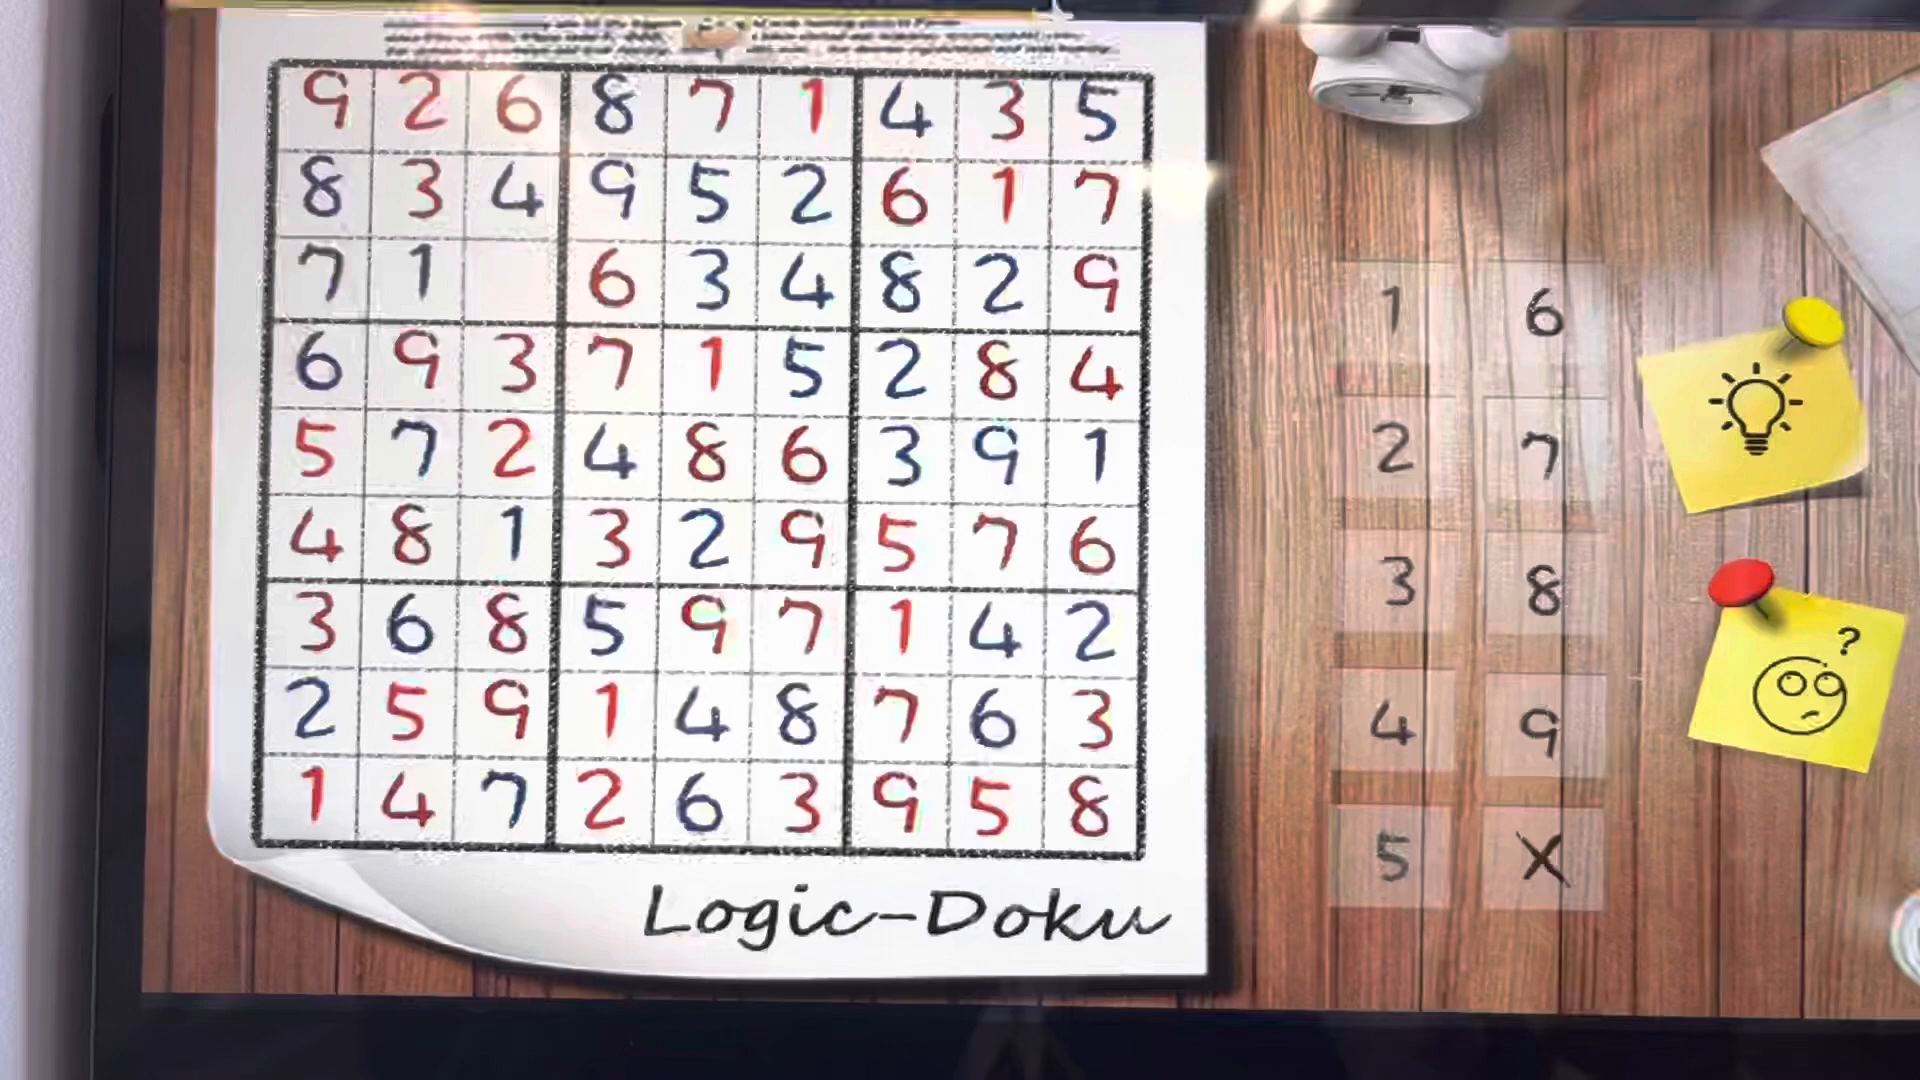 9 2 6 8 7 1 4 3 5
8 3 4 9 5 2 6 1 7
7 1 6 3 4 8 2 9
6 9 3 7 1 5 2 8 4
5 7 2 4 8 6 3 9 1
4 8 1 3 2 9 5 7 6
3 6 8 5 9 7 1 4 2
2 5 9 1 4 8 7 6 3
1 4 7 2 6 3 9 5 8
Logic-Doku
1 6
2 7
3 8
4 9
5 X
?